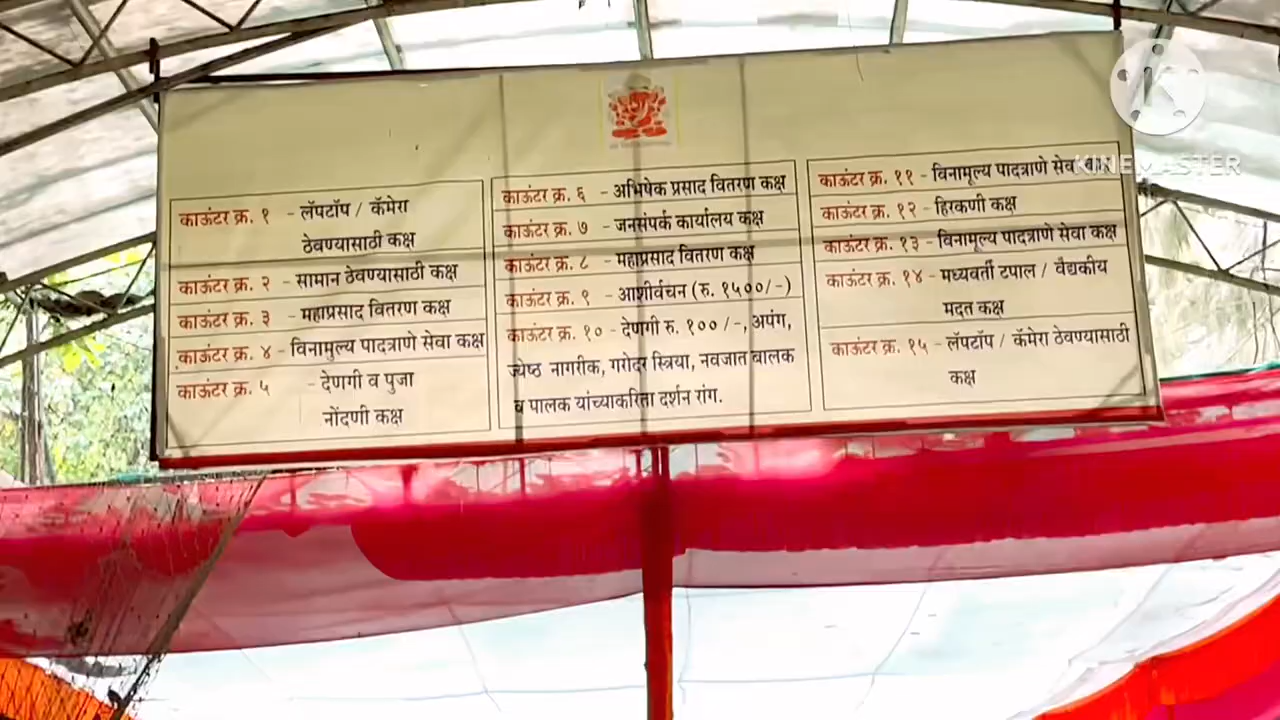 काऊंटर क्र. १ - लॅपटॉप / कॅमेरा
ठेवण्यासाठी कक्ष
काऊंटर क्र. २ - सामान ठेवण्यासाठी कक्ष
काऊंटर क्र. ३ - महाप्रसाद वितरण कक्ष
काऊंटर क्र. ४ - विनामुल्य पादत्राणे सेवा कक्ष
काऊंटर क्र. ५ - देणगी व पुजा
नोंदणी कक्ष
काऊंटर क्र. ६ - अभिषेक प्रसाद वितरण कक्ष
काऊंटर क्र. ७ - जनसंपर्क कार्यालय कक्ष
काऊंटर क्र. ८ - महाप्रसाद वितरण कक्ष
काऊंटर क्र. ९ - आशीर्वचन (रु. १५००/-)
काऊंटर क्र. १० - देणगी रु. १०० /-, अपंग,
ज्येष्ठ नागरीक, गरोदर स्त्रिया, नवजात बालक
व पालक यांच्याकरिता दर्शन रांग.
काऊंटर क्र. ११ - विनामूल्य पादत्राणे सेवा कक्ष
काऊंटर क्र. १२ - हिरकणी कक्ष
काऊंटर क्र. १३ - विनामूल्य पादत्राणे सेवा कक्ष
काऊंटर क्र. १४ - मध्यवर्ती टपाल / वैद्यकीय
मदत कक्ष
काऊंटर क्र. १५ - लॅपटॉप / कॅमेरा ठेवण्यासाठी
कक्ष
K
KINEMASTER